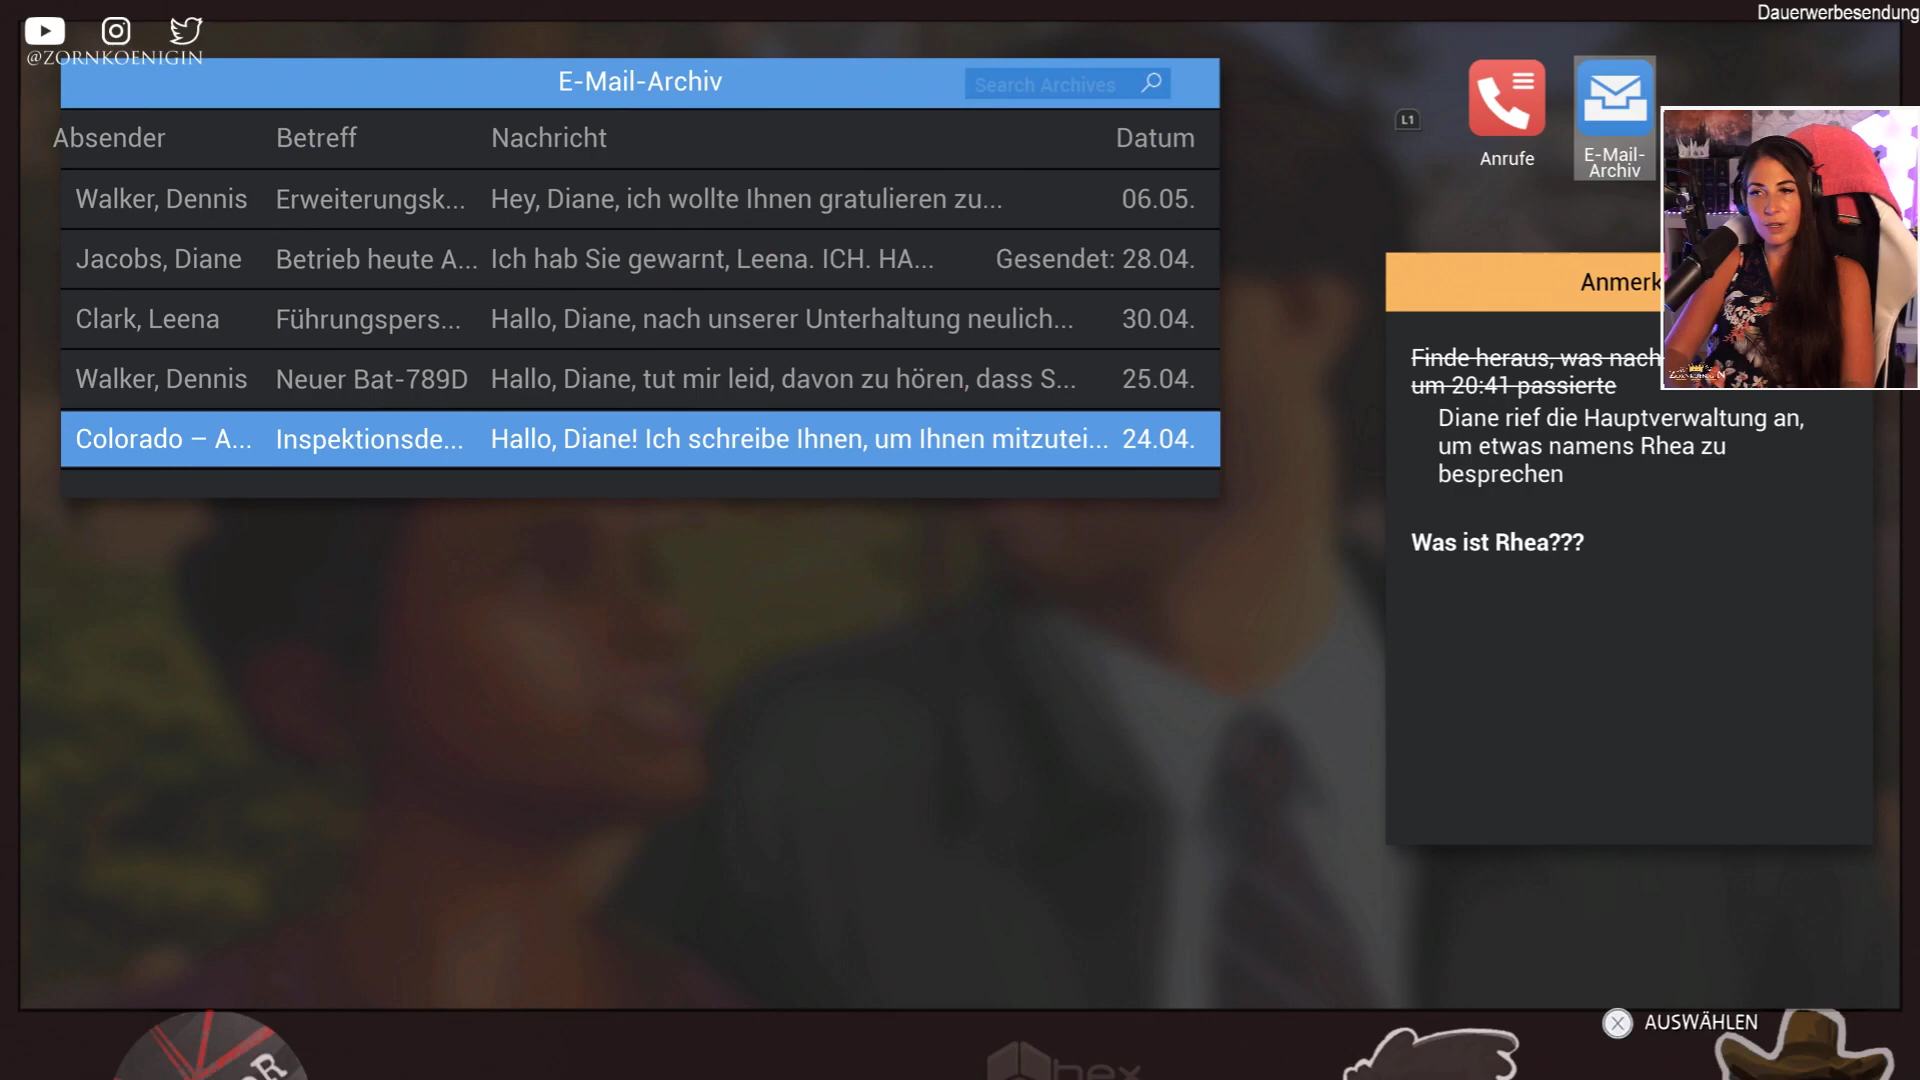 Dauerwerbesendung
@ZORNKOENIGIN
E-Mail-Archiv
Search Archives
Absender Betreff Nachricht Datum
Walker, Dennis Erweiterungsk... Hey, Diane, ich wollte Ihnen gratulieren zu... 06.05.
Jacobs, Diane Betrieb heute A... Ich hab Sie gewarnt, Leena. ICH. HA... Gesendet: 28.04.
Clark, Leena Führungspers... Hallo, Diane, nach unserer Unterhaltung neulich... 30.04.
Walker, Dennis Neuer Bat-789D Hallo, Diane, tut mir leid, davon zu hören, dass S... 25.04.
Colorado – A... Inspektionsde... Hallo, Diane! Ich schreibe Ihnen, um Ihnen mitzutei... 24.04.
L1
Anrufe
E-Mail-
Archiv
Anmerk
Finde heraus, was nach
um 20:41 passierte
Diane rief die Hauptverwaltung an,
um etwas namens Rhea zu
besprechen
Was ist Rhea???
AUSWÄHLEN
hex